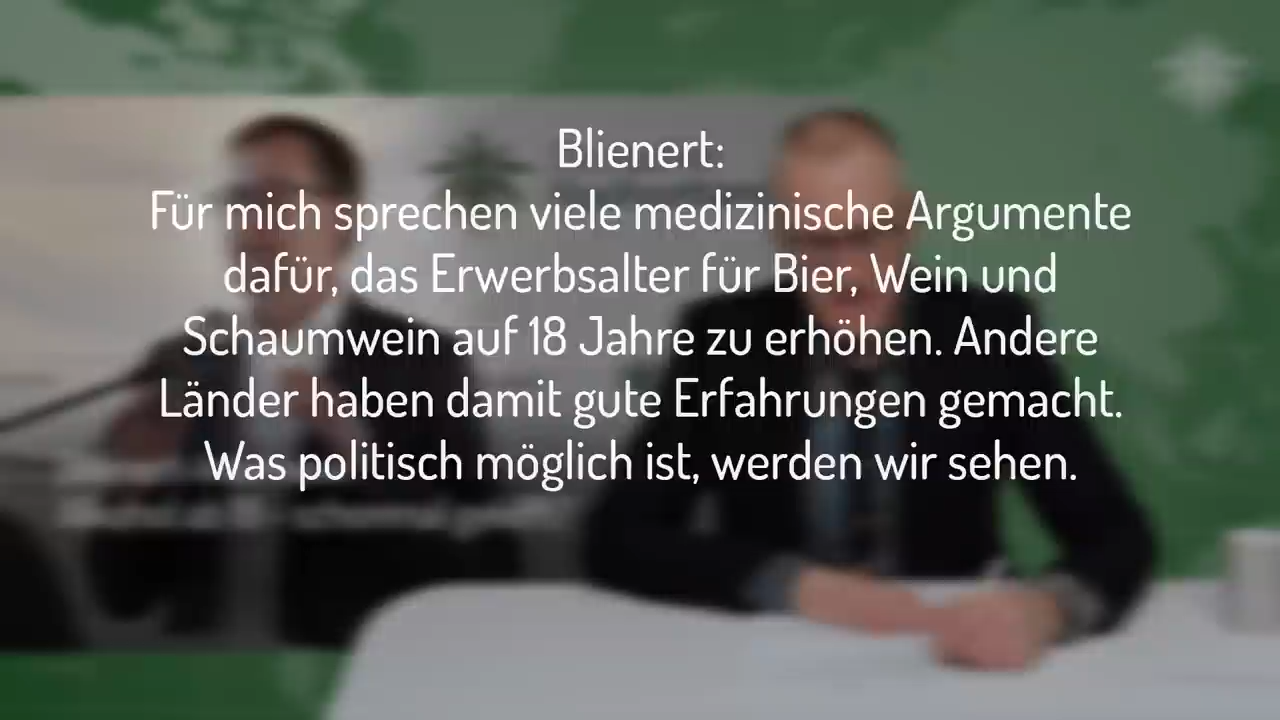 Blienert:
Für mich sprechen viele medizinische Argumente
dafür, das Erwerbsalter für Bier, Wein und
Schaumwein auf 18 Jahre zu erhöhen. Andere
Länder haben damit gute Erfahrungen gemacht.
Was politisch möglich ist, werden wir sehen.